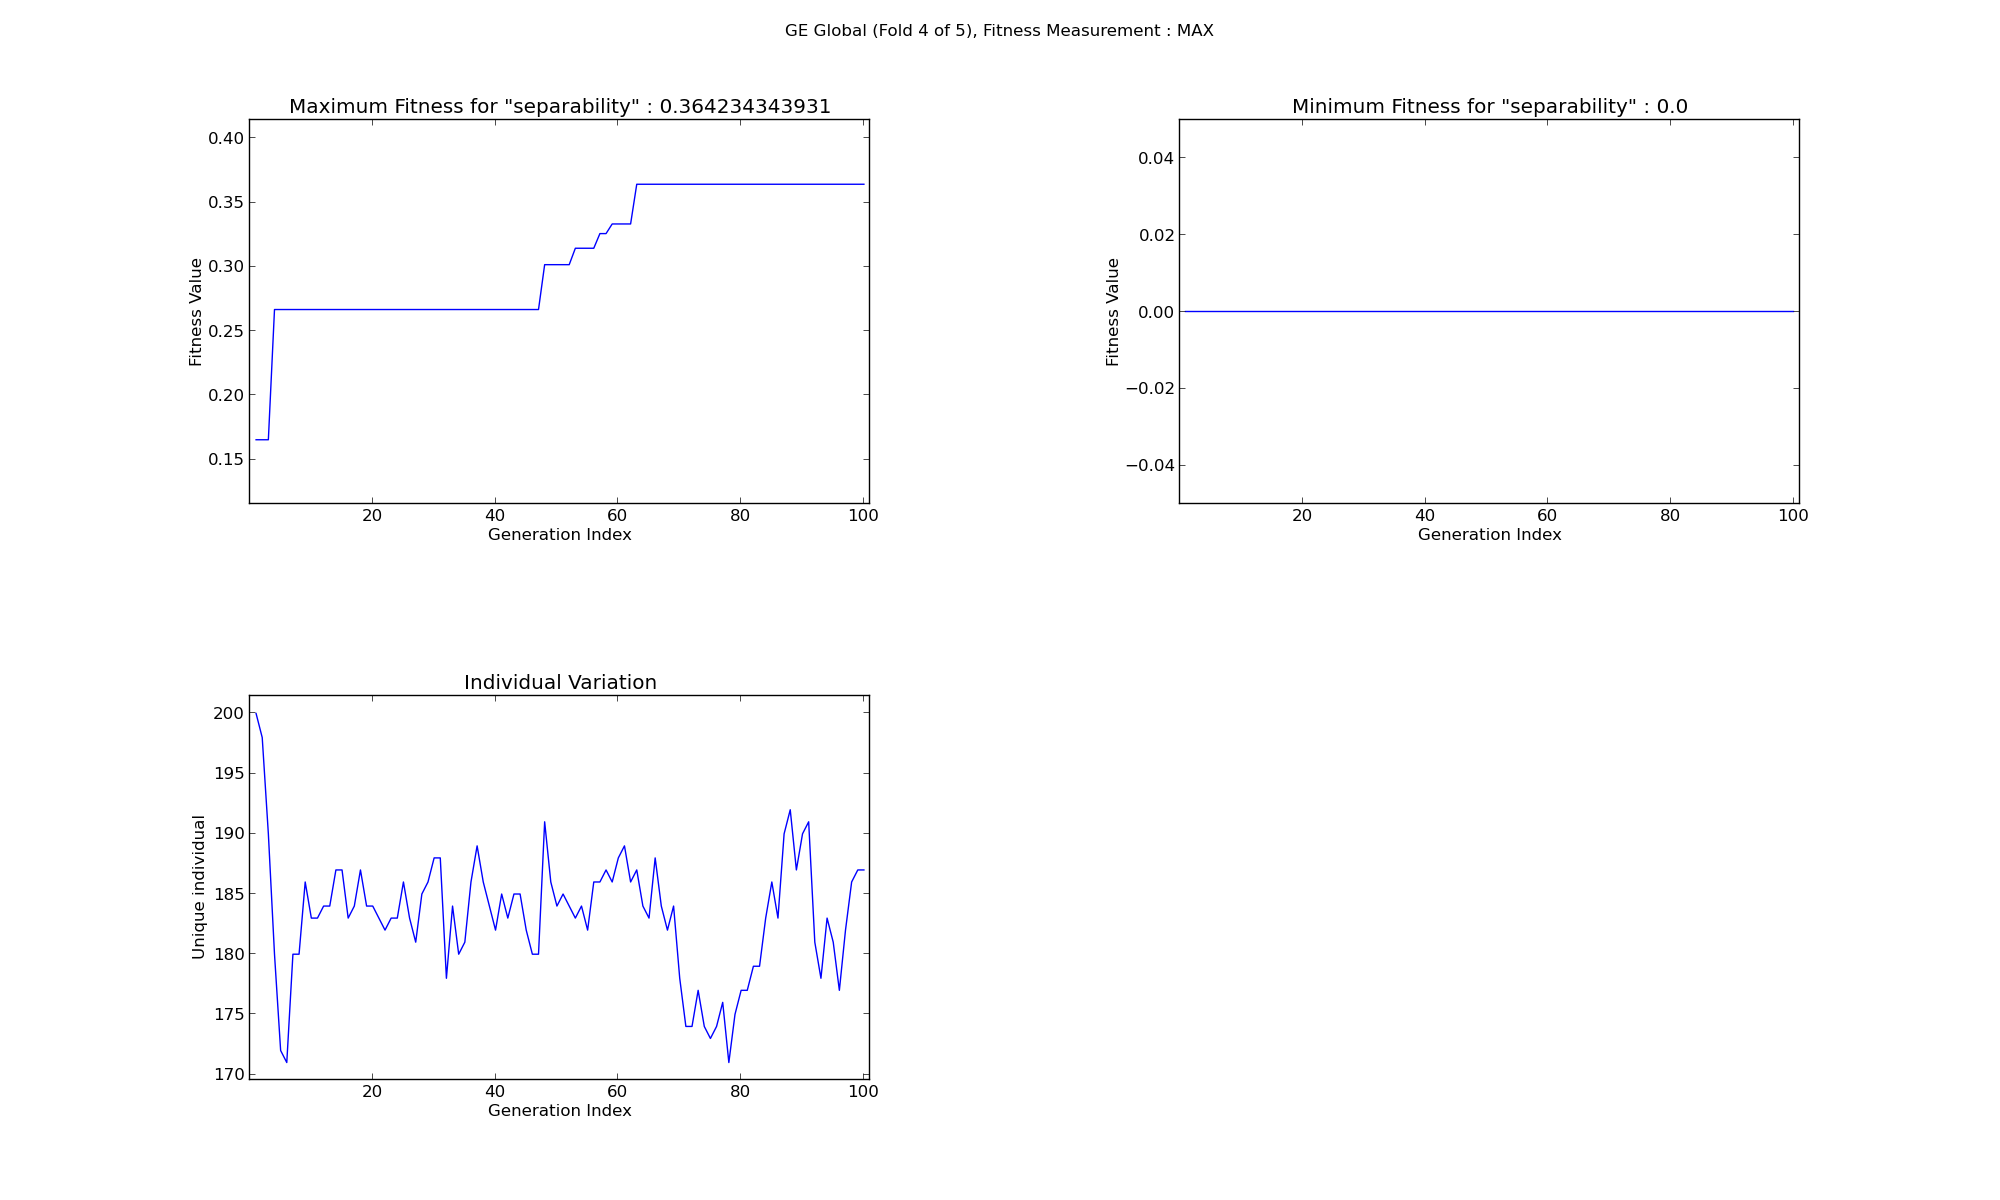 GE Global (Fold 4 of 5), Fitness Measurement : MAX
Maximum Fitness for "separability" : 0.364234343931
0.40
0.35
0.30
0.25
0.20
0.15
Fitness Value
20 40 60 80 100
Generation Index
Minimum Fitness for "separability" : 0.0
0.04
0.02
0.00
−0.02
−0.04
Fitness Value
20 40 60 80 100
Generation Index
Individual Variation
200
195
190
185
180
175
170
Unique individual
20 40 60 80 100
Generation Index